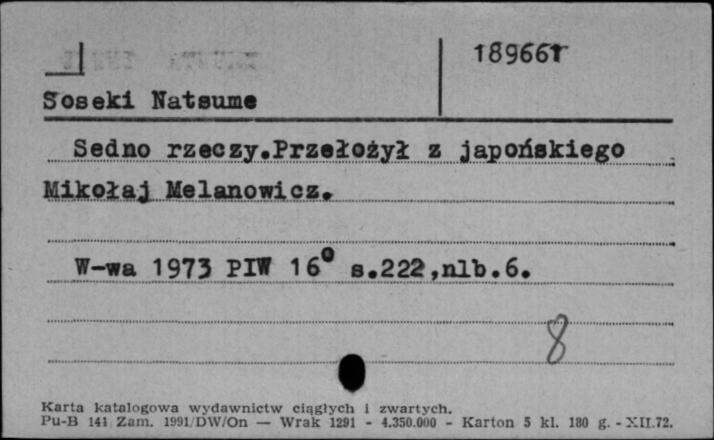 189661
Soseki Natsume
Sedno rzeczy.Przełożył z japońskiego
Mikołaj Melanowicz.
W-wa 1973 PIW 16° s.222,nlb.6.
8
Karta katalogowa wydawnictw ciągłych i zwartych.
Pu-B 141 Zam. 1991/DW/On — Wrak 1291 - 4.350.000 - Karton 5 kl. 180 g. - XII.72.